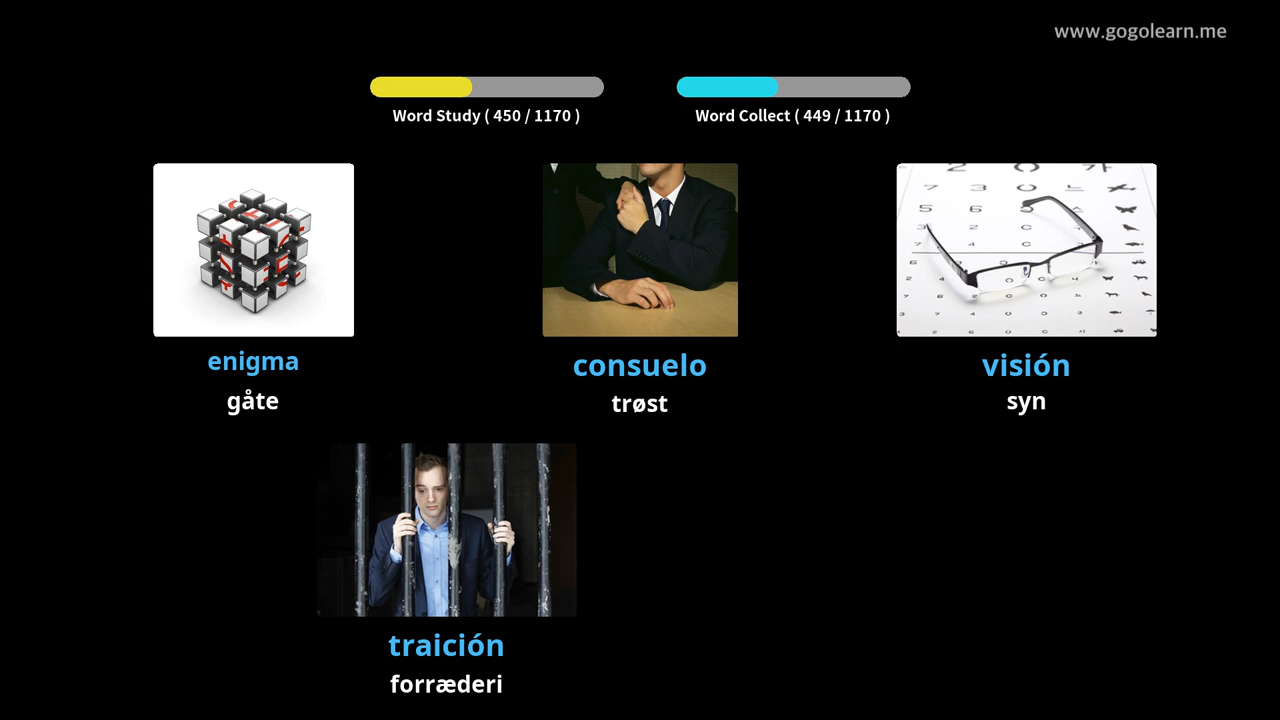 www.gogolearn.me
Word Study ( 450 / 1170 )
Word Collect ( 449 / 1170 )
enigma
gåte
consuelo
trøst
visión
syn
traición
forræderi